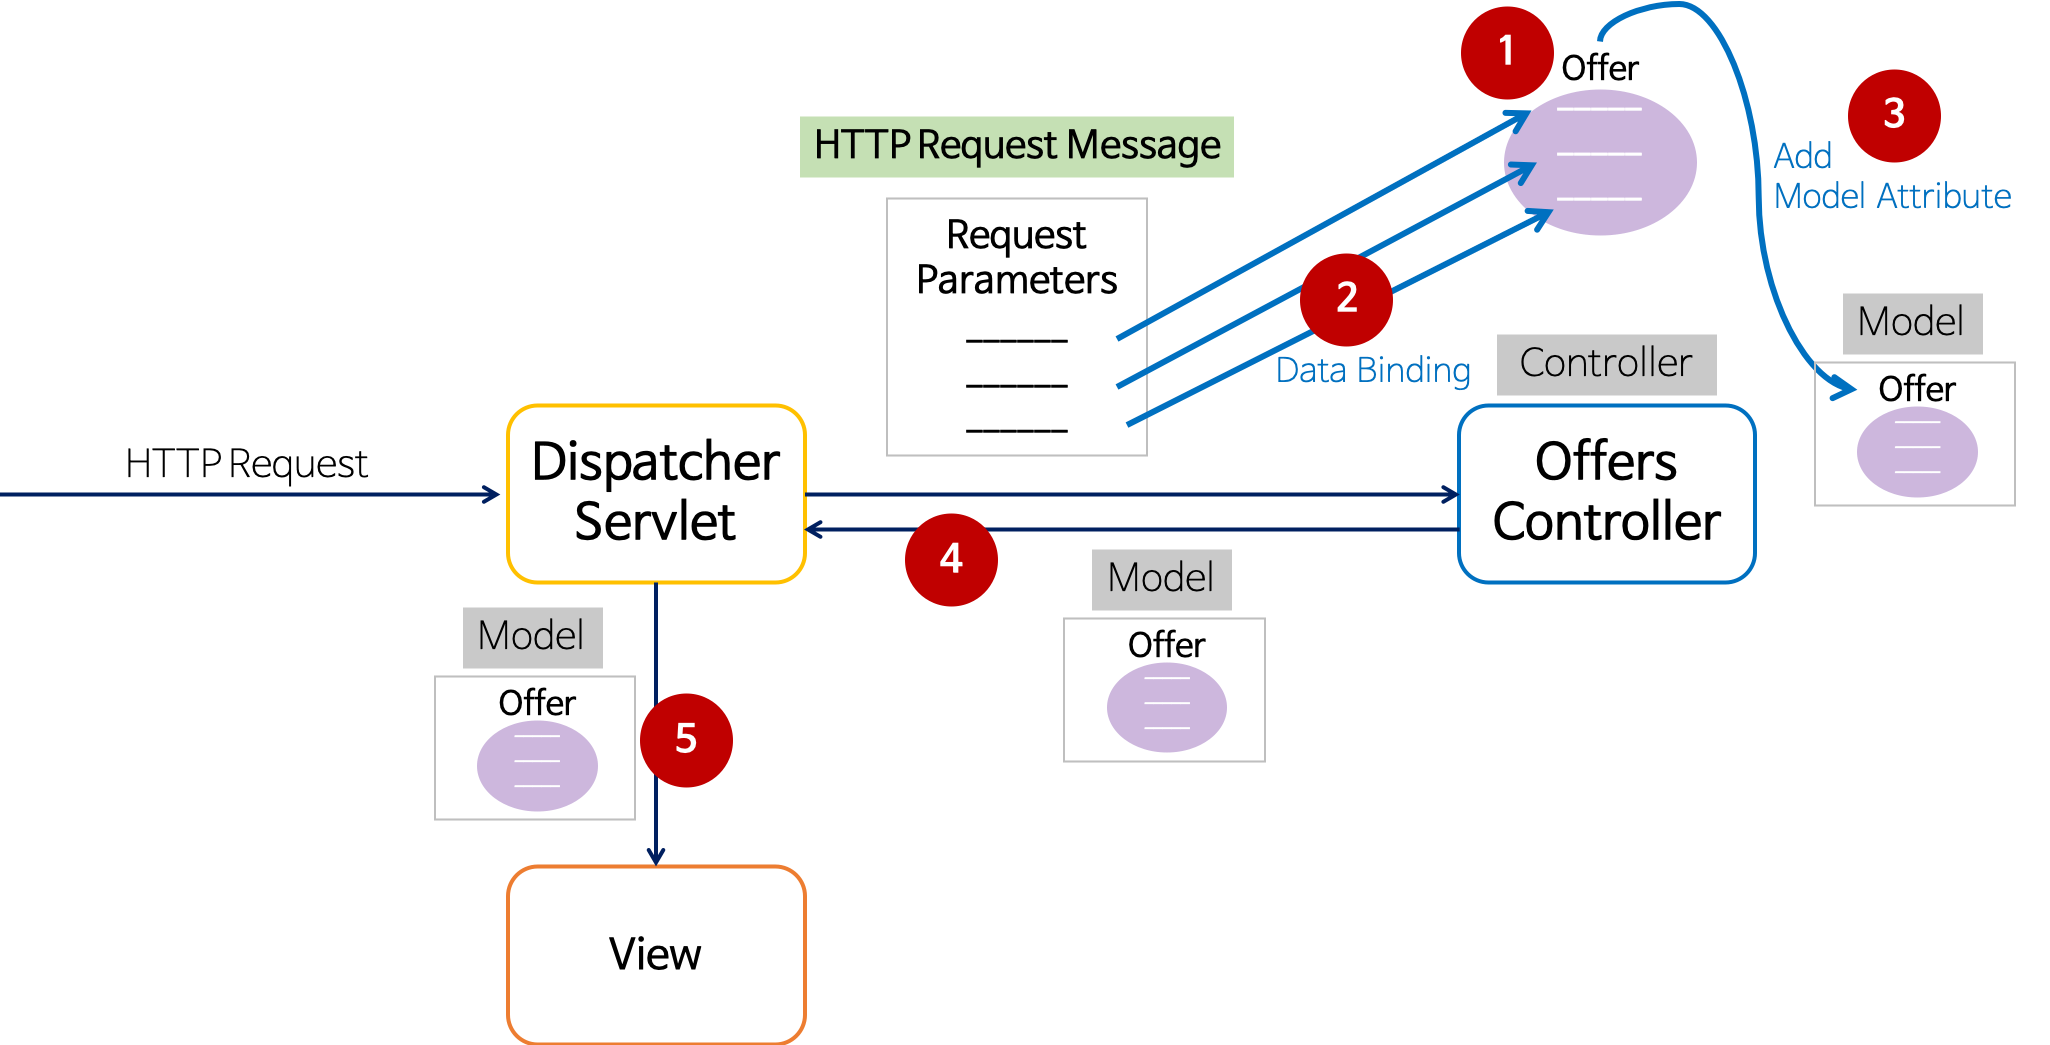 1
Offer
3
Add
Model Attribute
HTTP Request Message
Request
Parameters
2
Data Binding
Controller
Model
Offer
HTTP Request
Dispatcher
Servlet
Offers
Controller
4
Model
Offer
Model
Offer
5
View